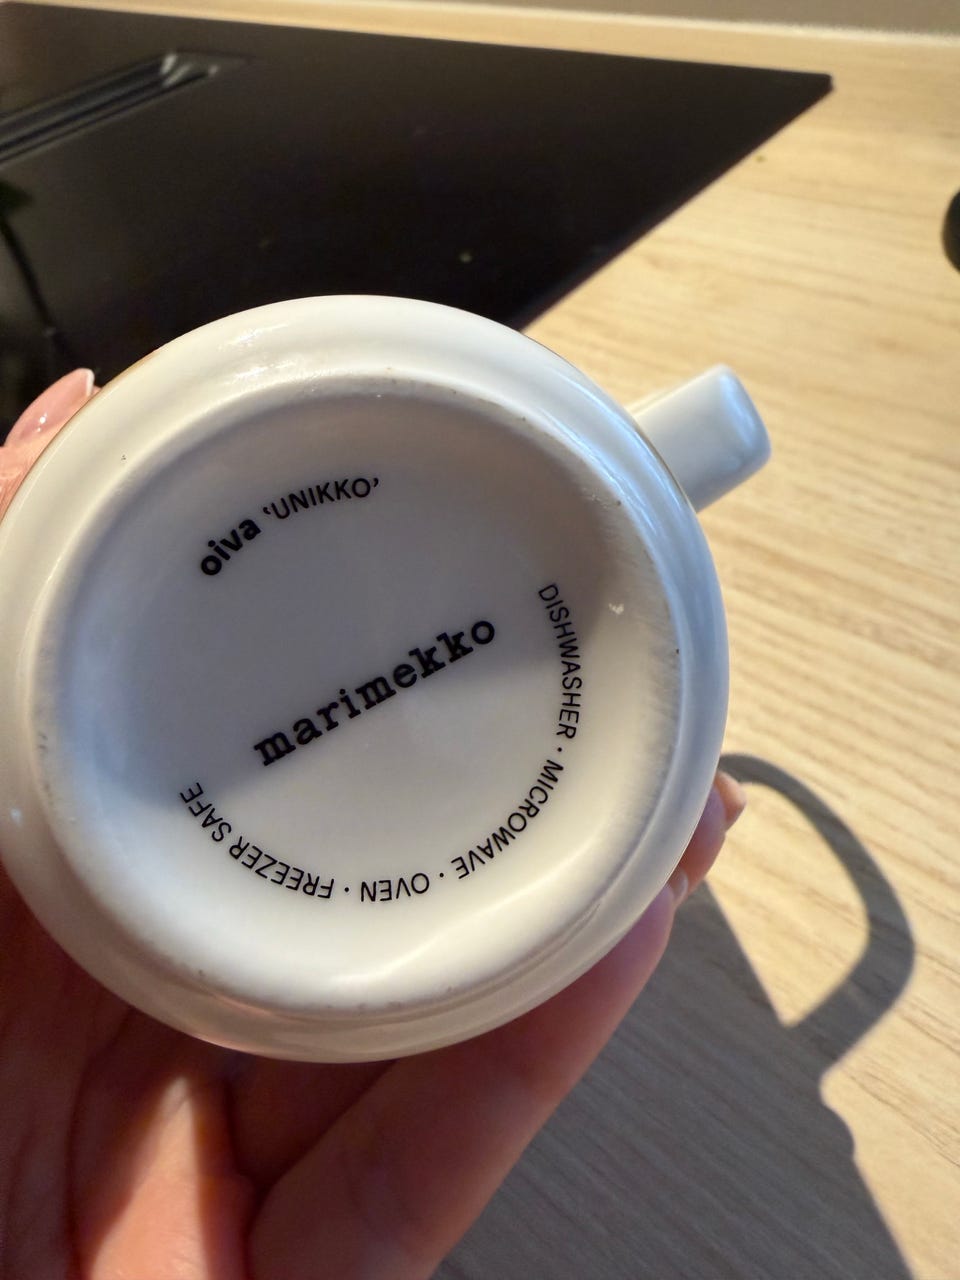 oiva ‘UNIKKO’
marimekko
DISHWASHER · MICROWAVE · OVEN · FREEZER SAFE